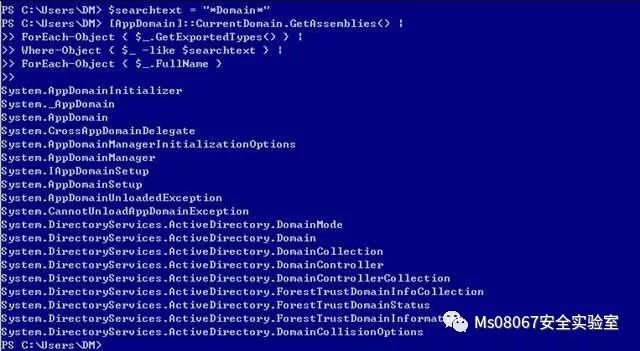 PS C:\Users\DM> $searchtext = "*Domain*"
PS C:\Users\DM> [AppDomain]::CurrentDomain.GetAssemblies() |
>> ForEach-Object { $_.GetExportedTypes() } |
>> Where-Object { $_ -like $searchtext } |
>> ForEach-Object { $_.FullName }
>>
System.AppDomainInitializer
System._AppDomain
System.AppDomain
System.CrossAppDomainDelegate
System.AppDomainManagerInitializationOptions
System.AppDomainManager
System.IAppDomainSetup
System.AppDomainSetup
System.AppDomainUnloadedException
System.CannotUnloadAppDomainException
System.DirectoryServices.ActiveDirectory.DomainMode
System.DirectoryServices.ActiveDirectory.Domain
System.DirectoryServices.ActiveDirectory.DomainCollection
System.DirectoryServices.ActiveDirectory.DomainController
System.DirectoryServices.ActiveDirectory.DomainControllerCollection
System.DirectoryServices.ActiveDirectory.ForestTrustDomainInfoCollection
System.DirectoryServices.ActiveDirectory.ForestTrustDomainStatus
System.DirectoryServices.ActiveDirectory.ForestTrustDomainInformat
System.DirectoryServices.ActiveDirectory.DomainCollisionOptions
PS C:\Users\DM>
Ms08067安全实验室